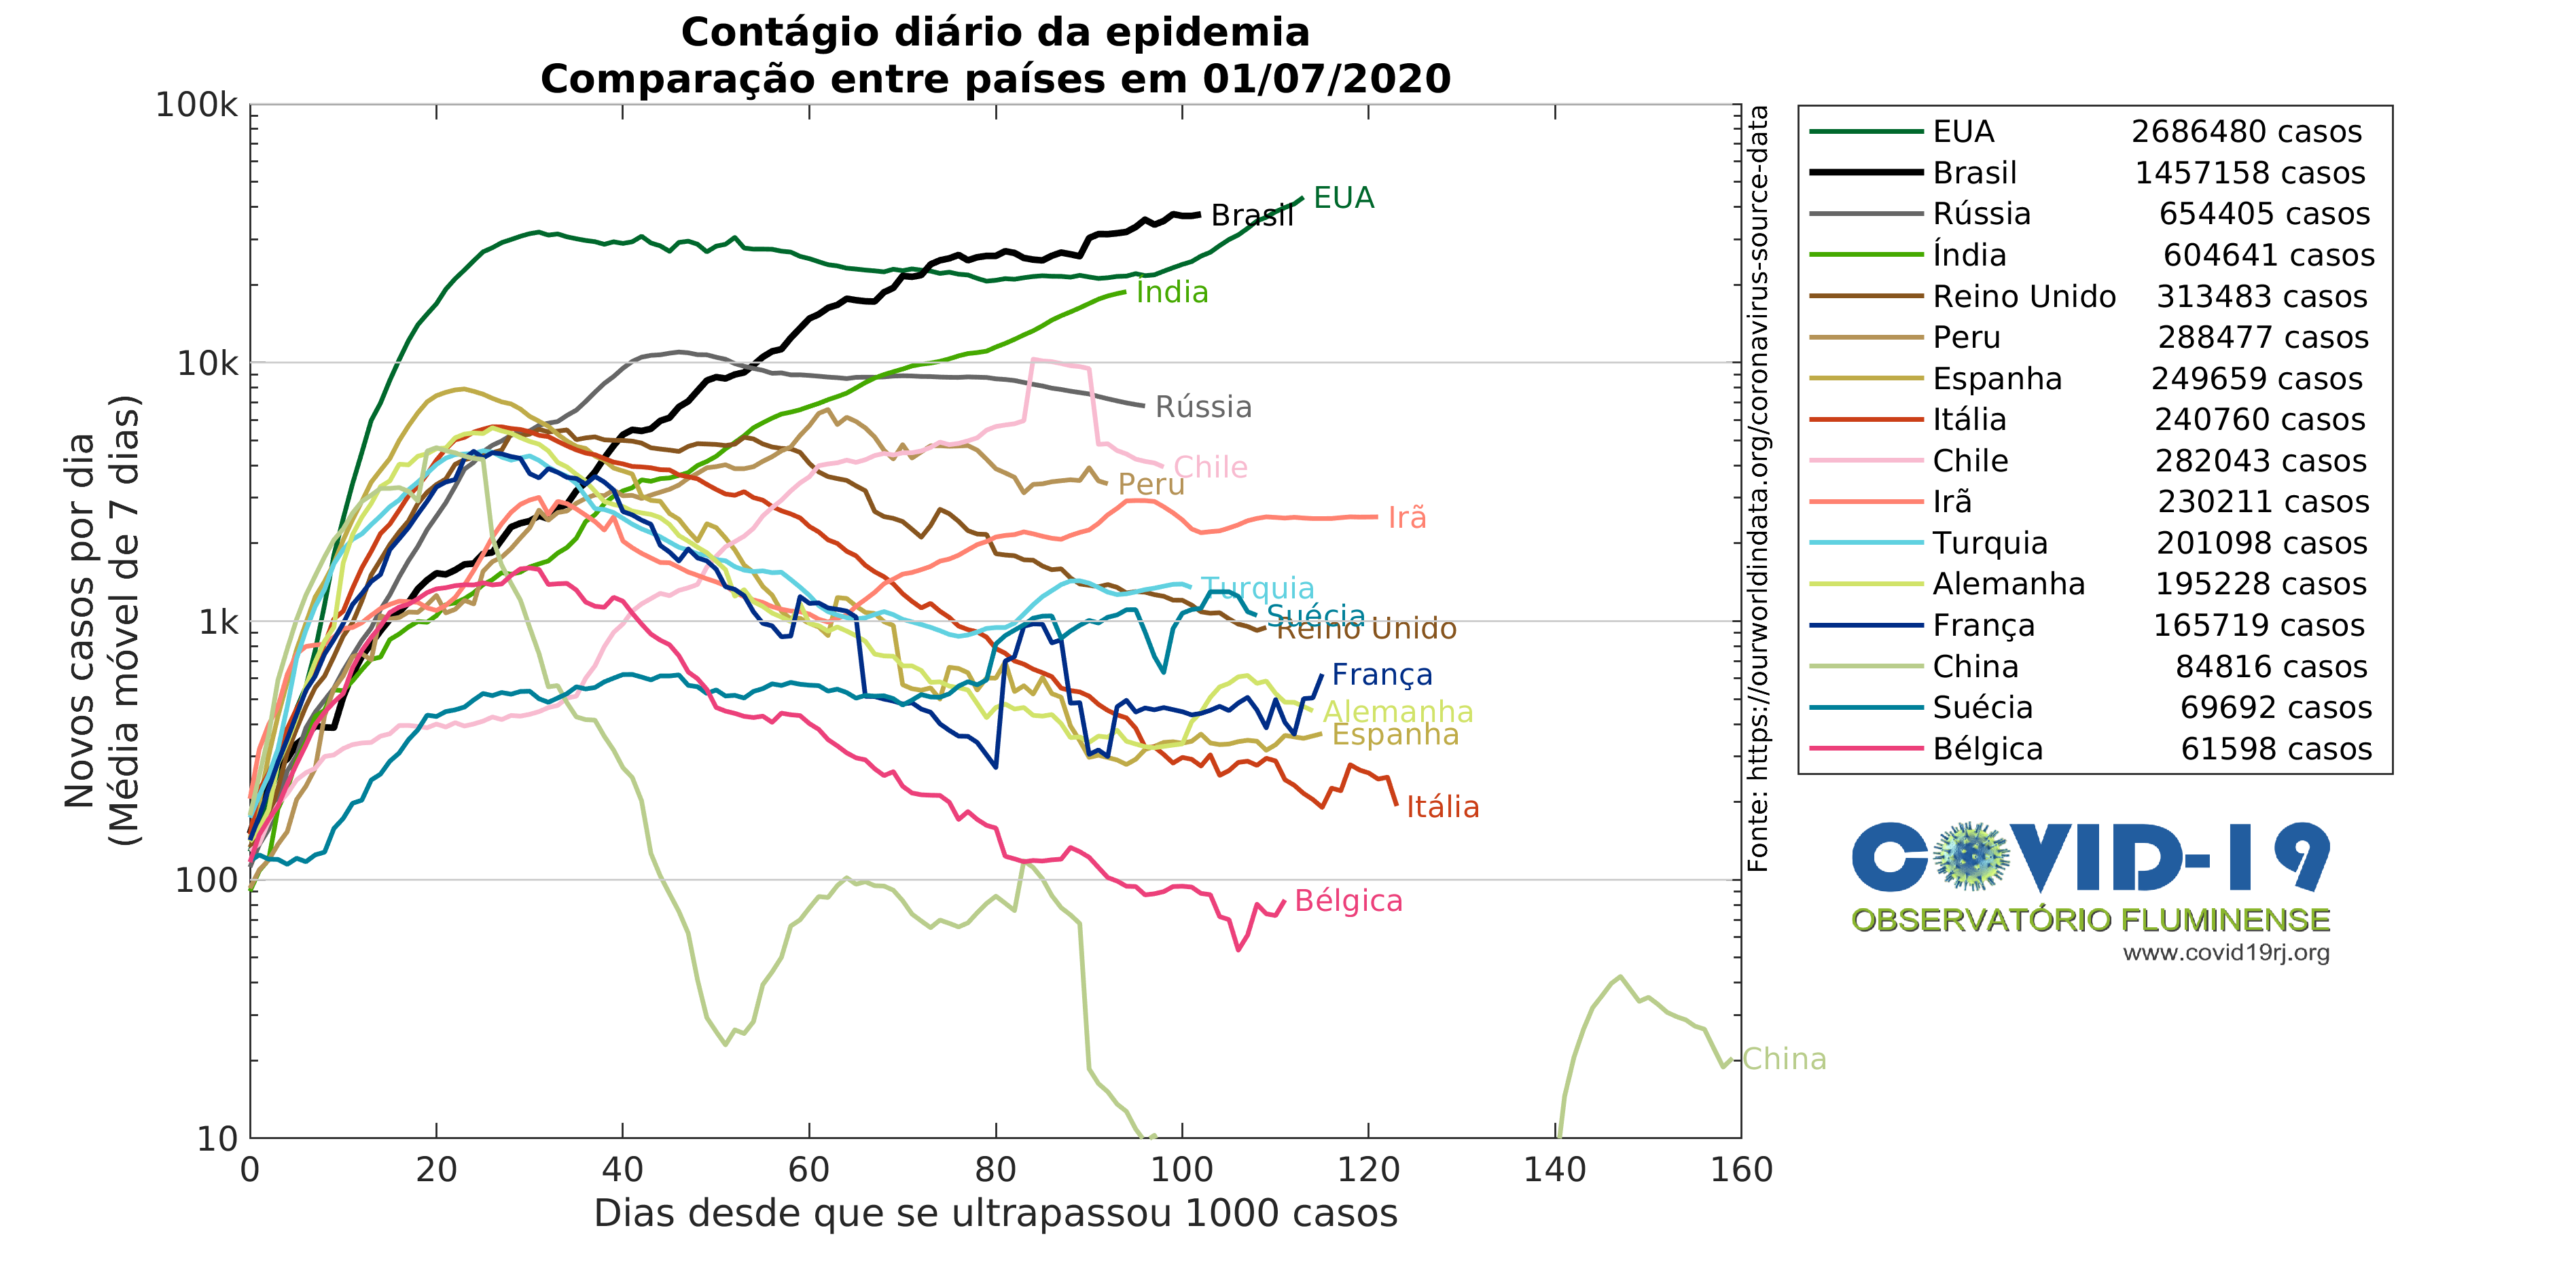 Contágio diário da epidemia
Comparação entre países em 01/07/2020
Novos casos por dia
(Média móvel de 7 dias)
100k
10k
1k
100
10
0 20 40 60 80 100 120 140 160
Dias desde que se ultrapassou 1000 casos
EUA
Brasil
Índia
Rússia
Chile
Peru
Irã
Turquia
Suécia
Reino Unido
França
Alemanha
Espanha
Itália
Bélgica
China
Fonte: https://ourworldindata.org/coronavirus-source-data
EUA 2686480 casos
Brasil 1457158 casos
Rússia 654405 casos
Índia 604641 casos
Reino Unido 313483 casos
Peru 288477 casos
Espanha 249659 casos
Itália 240760 casos
Chile 282043 casos
Irã 230211 casos
Turquia 201098 casos
Alemanha 195228 casos
França 165719 casos
China 84816 casos
Suécia 69692 casos
Bélgica 61598 casos
COVID-19
OBSERVATÓRIO FLUMINENSE
www.covid19rj.org